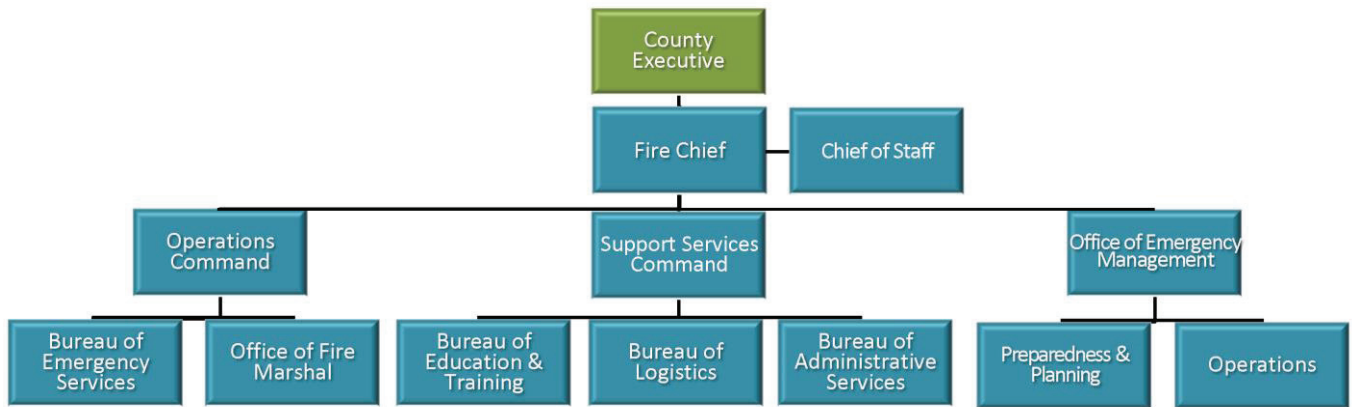 County
Executive
Fire Chief
Chief of Staff
Operations
Command
Support Services
Command
Office of Emergency
Management
Bureau of
Emergency
Services
Office of Fire
Marshal
Bureau of
Education &
Training
Bureau of
Logistics
Bureau of
Administrative
Services
Preparedness &
Planning
Operations